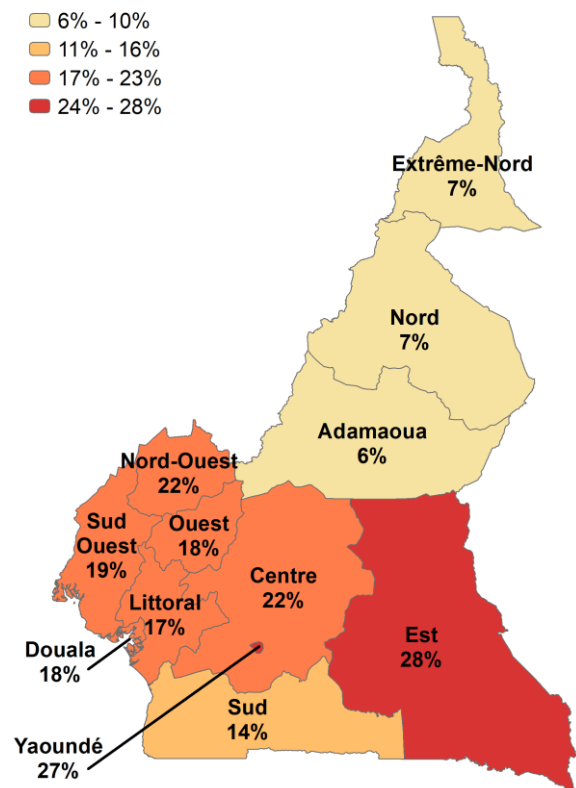 6% - 10%
11% - 16%
17% - 23%
24% - 28%
Extrême-Nord
7%
Nord
7%
Adamaoua
6%
Nord-Ouest
22%
Ouest
18%
Sud
Ouest
19%
Centre
22%
Littoral
17%
Est
28%
Douala
18%
Sud
14%
Yaoundé
27%